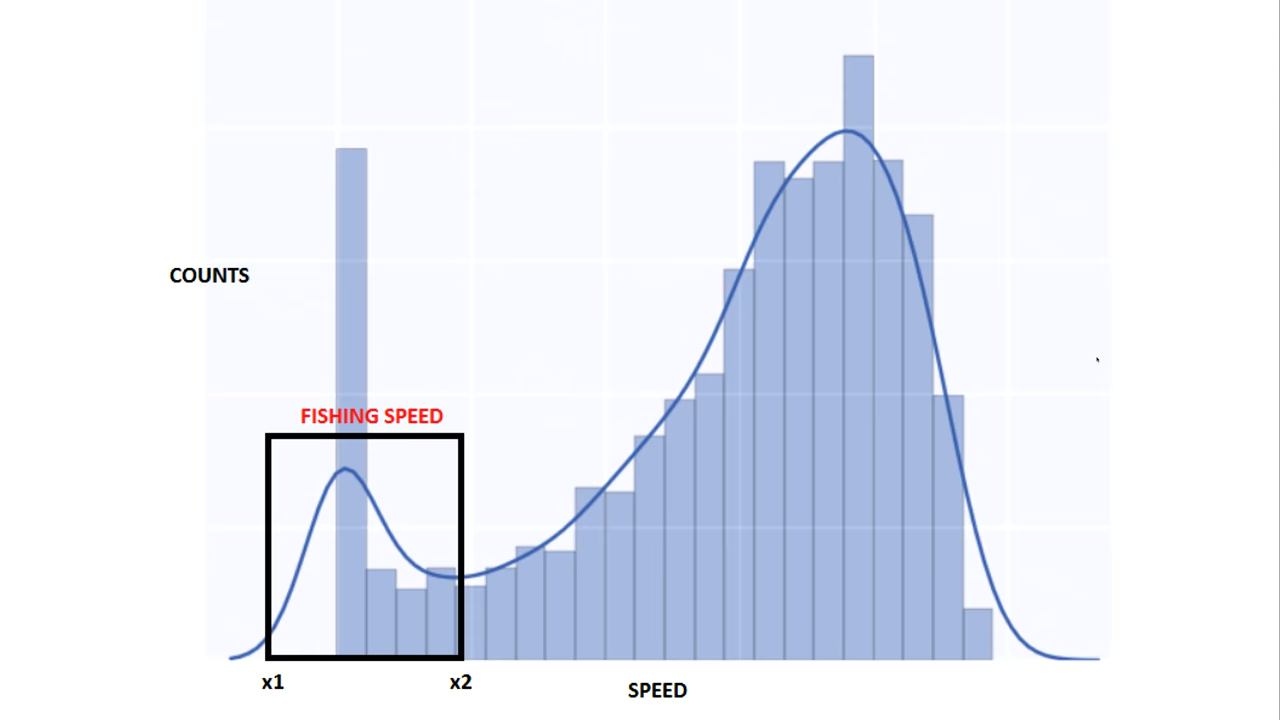 COUNTS
FISHING SPEED
x1
x2
SPEED